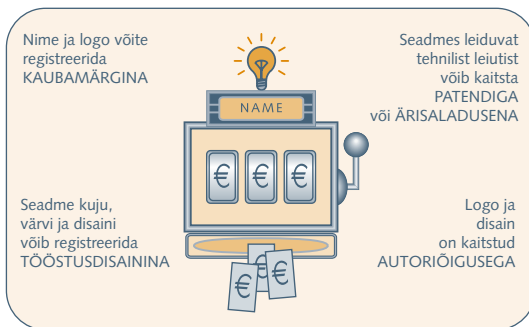 Nime ja logo võite
registreerida
KAUBAMÄRGINA
Seadmes leiduvat
tehnilist leiutist
võib kaitsta
PATENDIGA
või ÄRISALADUSENA
NAME
€ € €
Seadme kuju,
värvi ja disaini
võib registreerida
TÖÖSTUSDISAININA
Logo ja
disain
on kaitstud
AUTORIÕIGUSEGA
€ € €